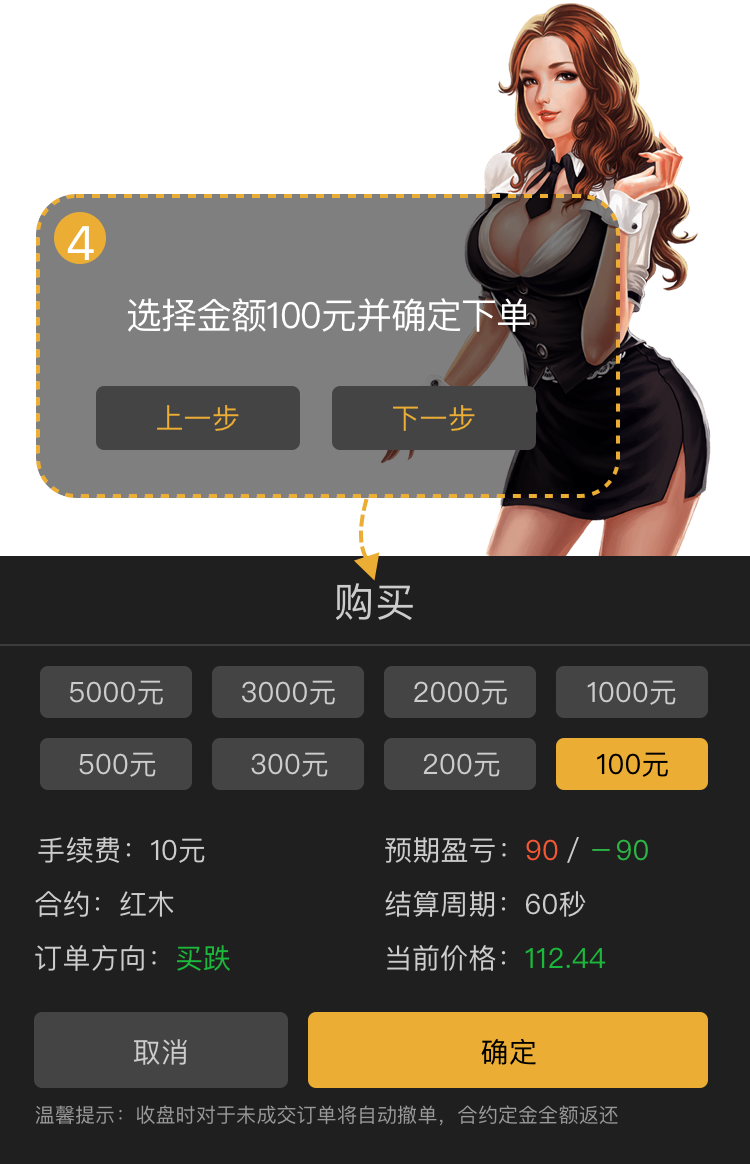 4
选择金额100元并确定下单
上一步 下一步
购买
5000元 3000元 2000元 1000元
500元 300元 200元 100元
手续费：10元 预期盈亏：90 / －90
合约：红木 结算周期：60秒
订单方向：买跌 当前价格：112.44
取消 确定
温馨提示：收盘时对于未成交订单将自动撤单，合约定金全额返还